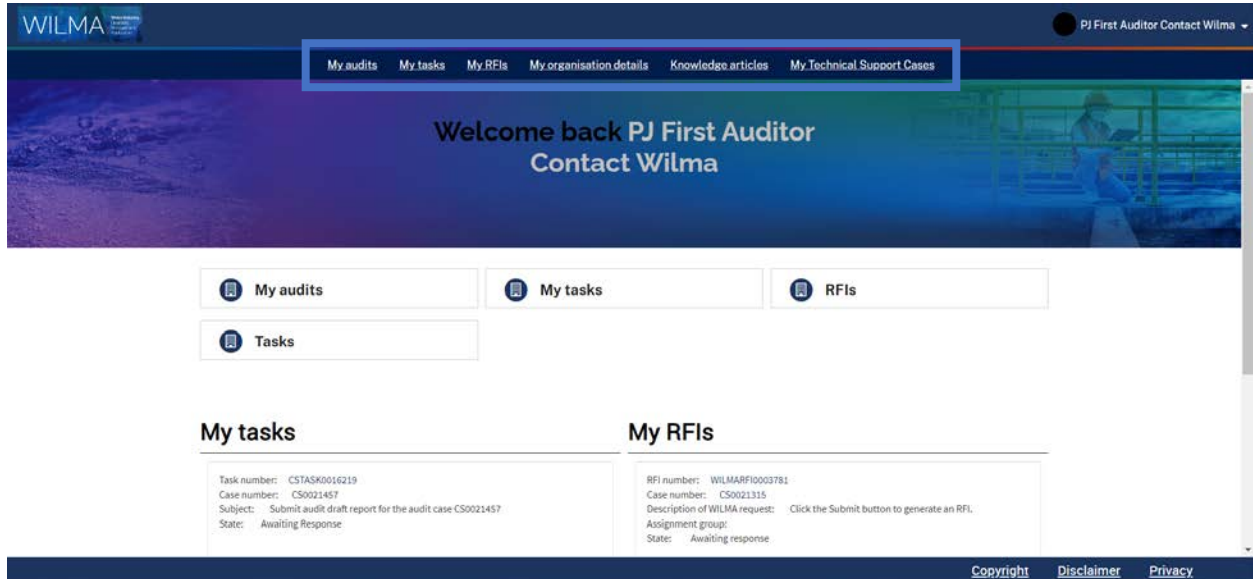 WILMA
PJ First Auditor Contact Wilma
My audits My tasks My RFIs My organisation details Knowledge articles My Technical Support Cases
Welcome back PJ First Auditor
Contact Wilma
My audits My tasks RFIs
Tasks
My tasks
Task number: CSTASK0016219
Case number: CS0021457
Subject: Submit audit draft report for the audit case CS0021457
State: Awaiting Response
My RFIs
RFI number: WILMARFI0003781
Case number: CS0021315
Description of WILMA request: Click the Submit button to generate an RFI.
Assignment group:
State: Awaiting response
Copyright Disclaimer Privacy